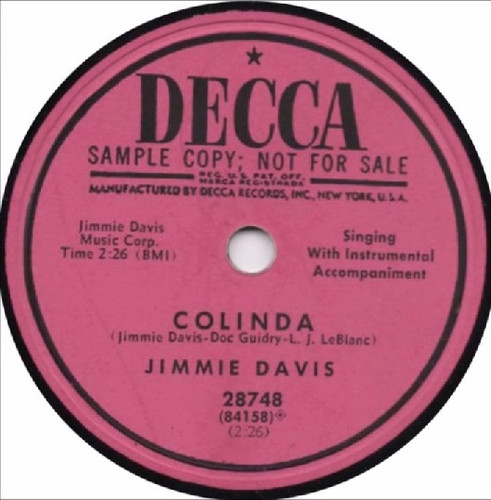 DECCA
SAMPLE COPY; NOT FOR SALE
REG. U.S. PAT. OFF.
MARCA REGISTRADA
MANUFACTURED BY DECCA RECORDS, INC., NEW YORK, U.S.A.
Jimmie Davis
Music Corp.
Time 2:26 (BMI)
Singing
With Instrumental
Accompaniment
COLINDA
(Jimmie Davis-Doc Guidry-L. J. LeBlanc)
JIMMIE DAVIS
28748
(84158)
(2:26)